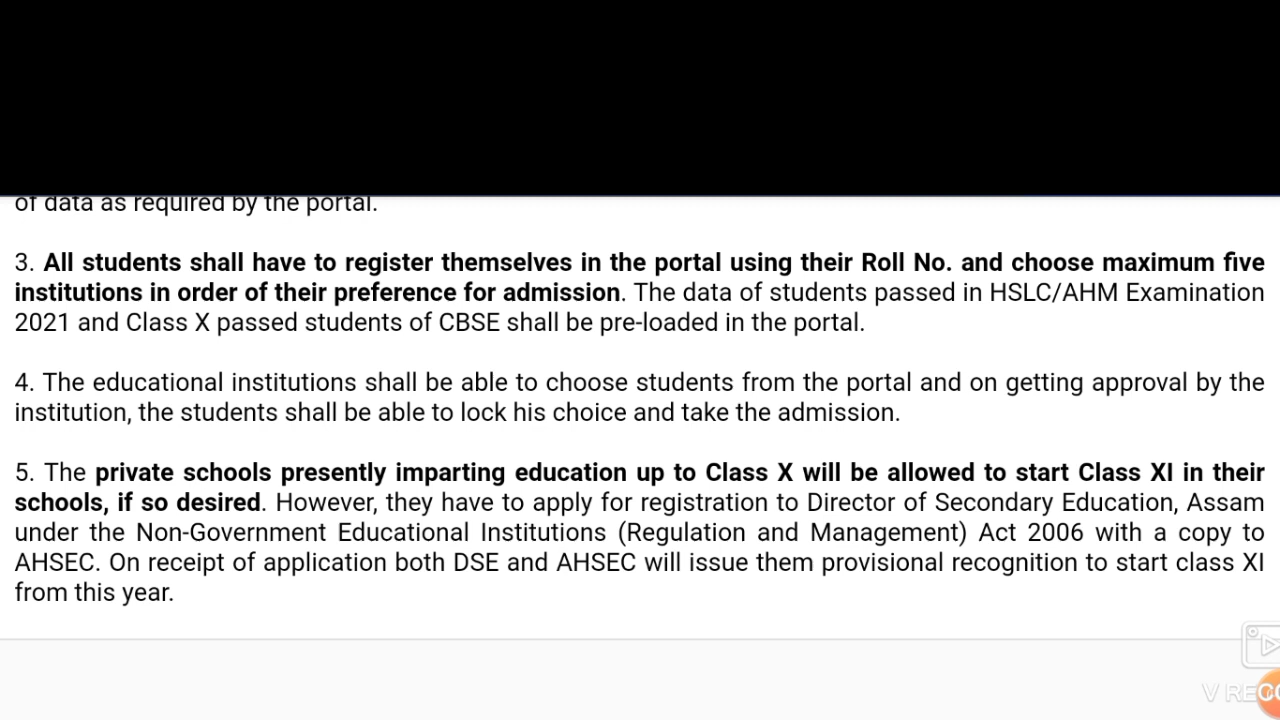 of data as required by the portal.
3. All students shall have to register themselves in the portal using their Roll No. and choose maximum five
institutions in order of their preference for admission. The data of students passed in HSLC/AHM Examination
2021 and Class X passed students of CBSE shall be pre-loaded in the portal.
4. The educational institutions shall be able to choose students from the portal and on getting approval by the
institution, the students shall be able to lock his choice and take the admission.
5. The private schools presently imparting education up to Class X will be allowed to start Class XI in their
schools, if so desired. However, they have to apply for registration to Director of Secondary Education, Assam
under the Non-Government Educational Institutions (Regulation and Management) Act 2006 with a copy to
AHSEC. On receipt of application both DSE and AHSEC will issue them provisional recognition to start class XI
from this year.
V REC